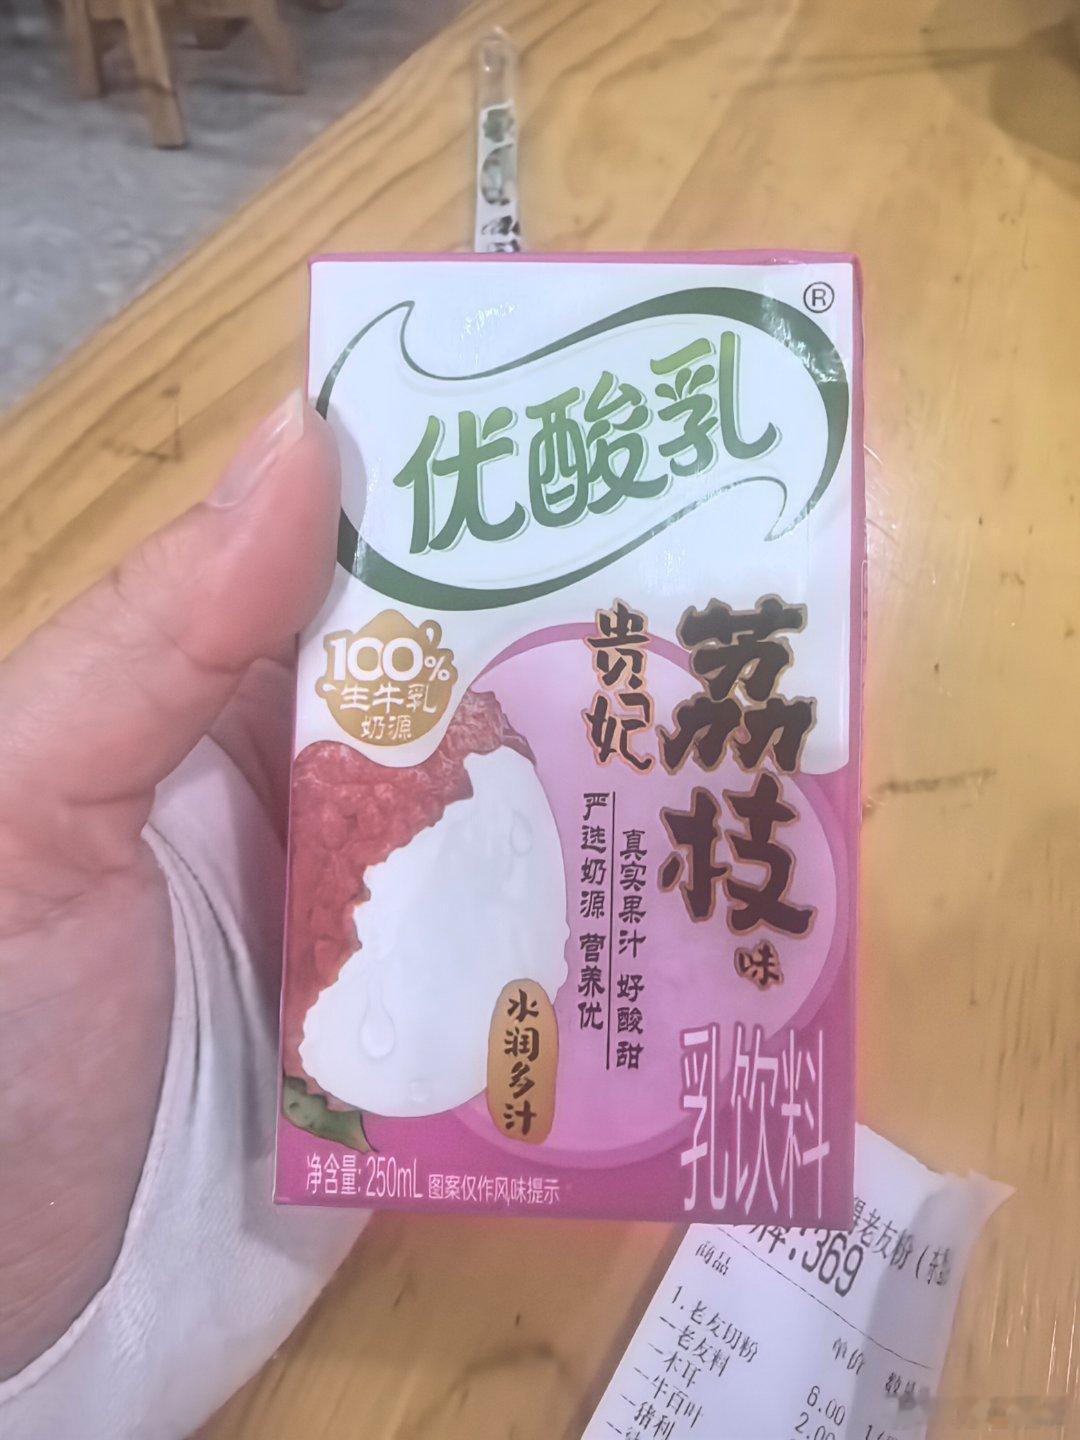 优酸乳
®
100%
生牛乳
奶源
贵妃
荔枝
味
真实果汁 好酸甜
严选奶源 营养优
水润多汁
乳饮料
净含量: 250mL 图案仅作风味提示
老友粉(东
牌:369
商品 单价 数量
1.老友切粉 6.00
--老友料 2.00
--木耳
--牛百叶
--猪利